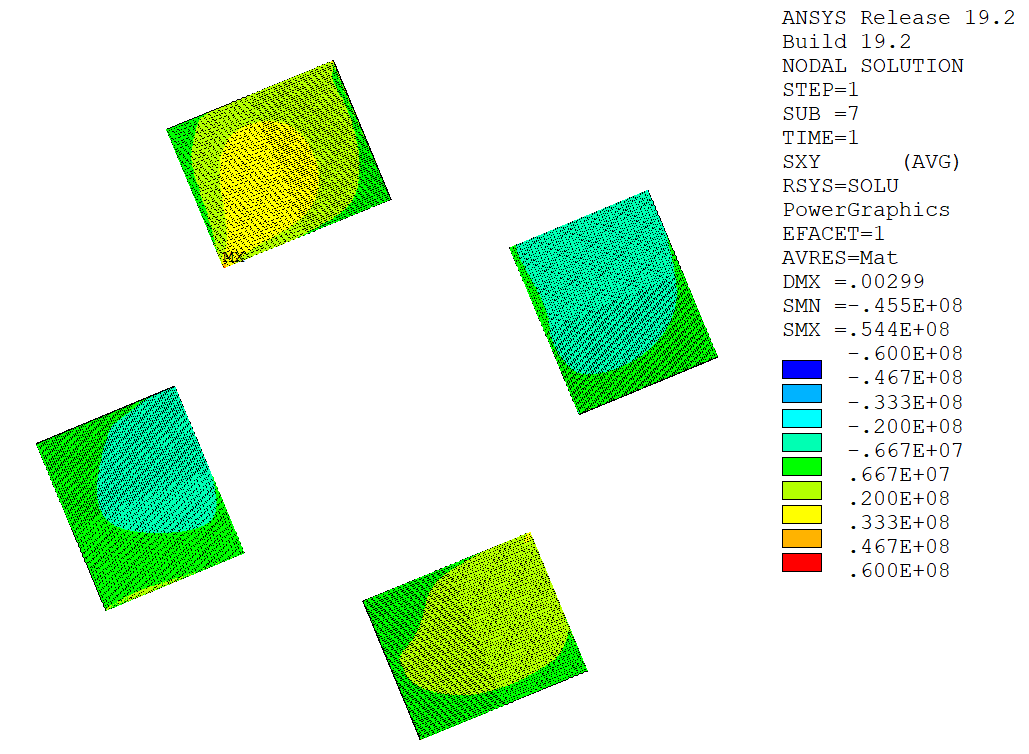 ANSYS Release 19.2
Build 19.2
NODAL SOLUTION
STEP=1
SUB =7
TIME=1
SXY (AVG)
RSYS=SOLU
PowerGraphics
EFACET=1
AVRES=Mat
DMX =.00299
SMN =-.455E+08
SMX =.544E+08
-.600E+08
-.467E+08
-.333E+08
-.200E+08
-.667E+07
.667E+07
.200E+08
.333E+08
.467E+08
.600E+08
MX